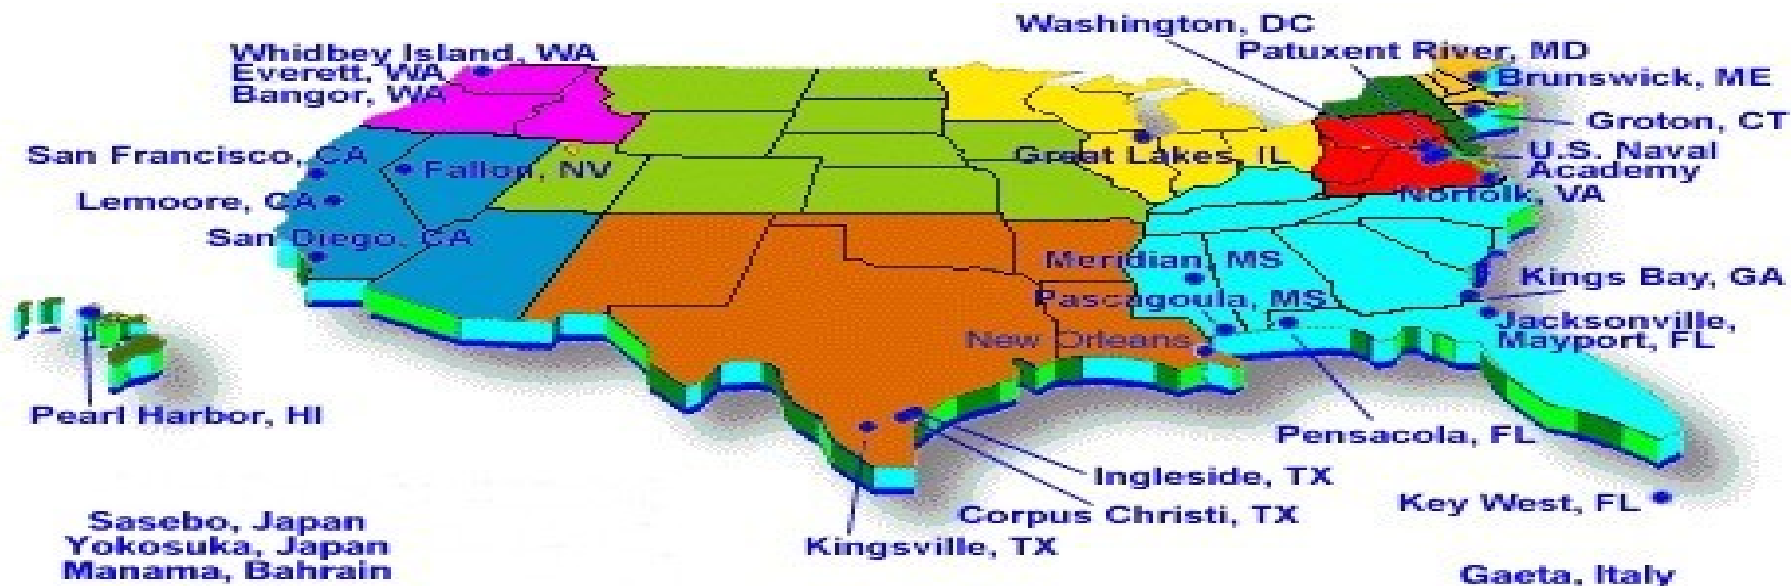 Washington, DC
Patuxent River, MD
Whidbey Island, WA
Everett, WA
Bangor, WA
Brunswick, ME
Groton, CT
San Francisco, CA
Fallon, NV
Great Lakes, IL
U.S. Naval
Academy
Lemoore, CA
Norfolk, VA
San Diego, CA
Meridian, MS
Kings Bay, GA
Pascagoula, MS
Jacksonville,
Mayport, FL
New Orleans
Pearl Harbor, HI
Pensacola, FL
Ingleside, TX
Key West, FL
Corpus Christi, TX
Kingsville, TX
Sasebo, Japan
Yokosuka, Japan
Manama, Bahrain
Gaeta, Italy